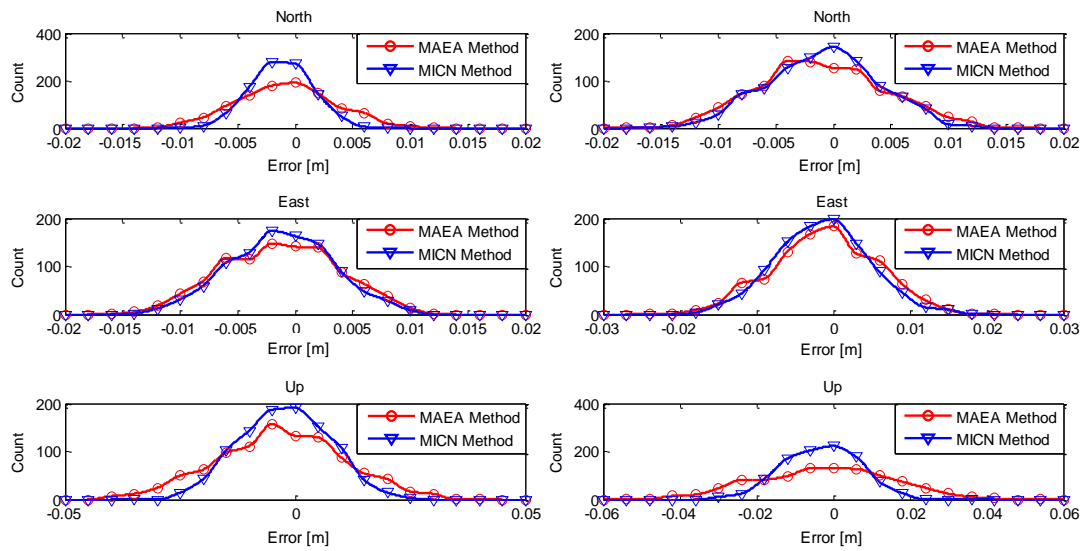 North
400
200
0
Count
MAEA Method
MICN Method
-0.02 -0.015 -0.01 -0.005 0 0.005 0.01 0.015 0.02
Error [m]
North
200
100
0
Count
MAEA Method
MICN Method
-0.02 -0.015 -0.01 -0.005 0 0.005 0.01 0.015 0.02
Error [m]
East
200
100
0
Count
MAEA Method
MICN Method
-0.02 -0.015 -0.01 -0.005 0 0.005 0.01 0.015 0.02
Error [m]
East
200
100
0
Count
MAEA Method
MICN Method
-0.03 -0.02 -0.01 0 0.01 0.02 0.03
Error [m]
Up
200
100
0
Count
MAEA Method
MICN Method
-0.05 0 0.05
Error [m]
Up
400
200
0
Count
MAEA Method
MICN Method
-0.06 -0.04 -0.02 0 0.02 0.04 0.06
Error [m]